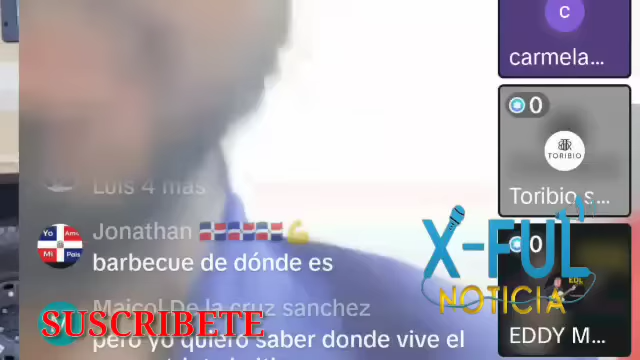 C
carmela...
0
TORIBIO
Toribio s...
Luis 4 más
Jonathan
Yo Amo
Mi País
barbecue de dónde es
X-FUL
NOTICIA
0
Maicol De la cruz sanchez
SUSCRIBETE
pero yo quiero saber donde vive el
EDDY M...